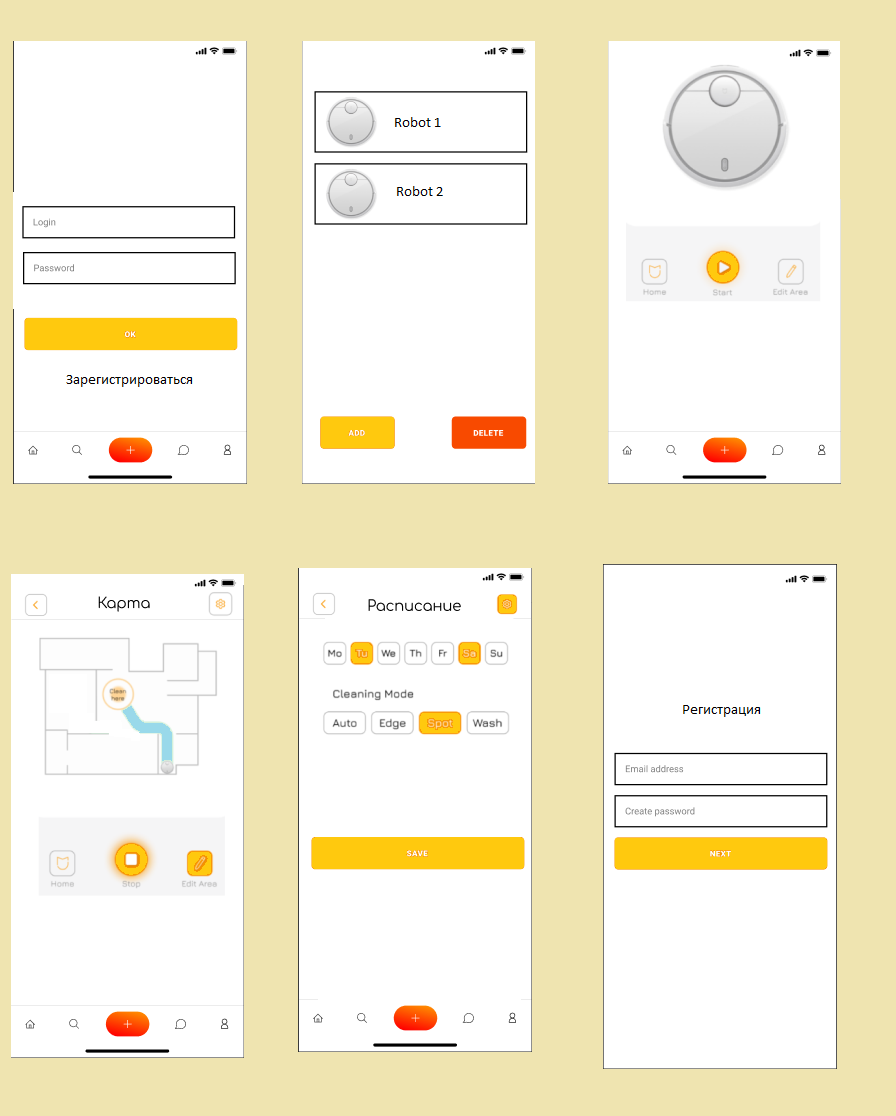 Login
Password
OK
Зарегистрироваться
Robot 1
Robot 2
ADD
DELETE
Home
Start
Edit Area
Карта
Clean
here
Home
Stop
Edit Area
Расписание
Mo Tu We Th Fr Sa Su
Cleaning Mode
Auto Edge Spot Wash
SAVE
Регистрация
Email address
Create password
NEXT